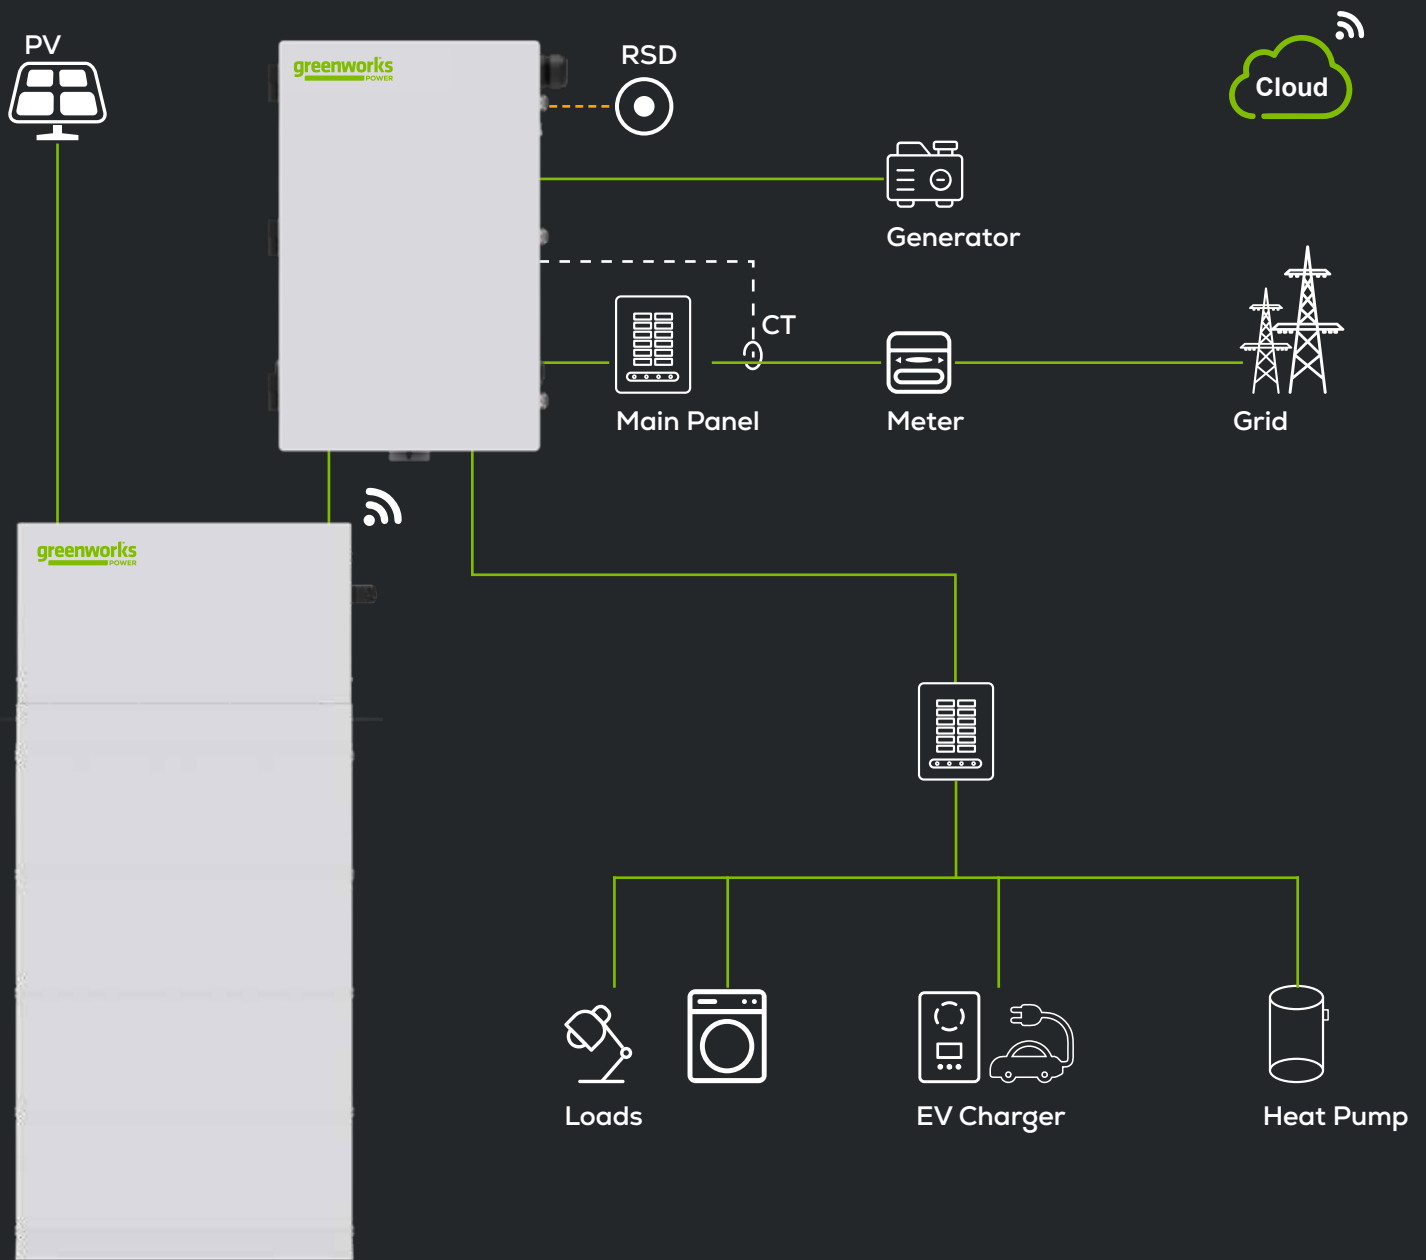 PV
greenworks
POWER
RSD
Cloud
Generator
CT
Main Panel
Meter
Grid
greenworks
POWER
Loads
EV Charger
Heat Pump